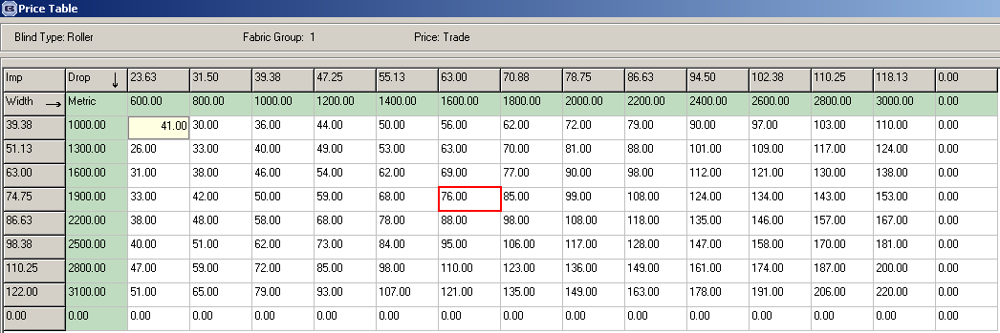 Price Table
Blind Type: Roller Fabric Group: 1 Price: Trade
Imp Drop ↓ 23.63 31.50 39.38 47.25 55.13 63.00 70.88 78.75 86.63 94.50 102.38 110.25 118.13 0.00
Width → Metric 600.00 800.00 1000.00 1200.00 1400.00 1600.00 1800.00 2000.00 2200.00 2400.00 2600.00 2800.00 3000.00 0.00
39.38 1000.00 41.00 30.00 36.00 44.00 50.00 56.00 62.00 72.00 79.00 90.00 97.00 103.00 110.00 0.00
51.13 1300.00 26.00 33.00 40.00 49.00 53.00 63.00 70.00 81.00 88.00 101.00 109.00 117.00 124.00 0.00
63.00 1600.00 31.00 38.00 46.00 54.00 62.00 69.00 77.00 90.00 98.00 112.00 121.00 130.00 138.00 0.00
74.75 1900.00 33.00 42.00 50.00 59.00 68.00 76.00 85.00 99.00 108.00 124.00 134.00 143.00 153.00 0.00
86.63 2200.00 38.00 48.00 58.00 68.00 78.00 88.00 98.00 108.00 118.00 135.00 146.00 157.00 167.00 0.00
98.38 2500.00 40.00 51.00 62.00 73.00 84.00 95.00 106.00 117.00 128.00 147.00 158.00 170.00 181.00 0.00
110.25 2800.00 47.00 59.00 72.00 85.00 98.00 110.00 123.00 136.00 149.00 161.00 174.00 187.00 200.00 0.00
122.00 3100.00 51.00 65.00 79.00 93.00 107.00 121.00 135.00 149.00 163.00 178.00 191.00 206.00 220.00 0.00
0.00 0.00 0.00 0.00 0.00 0.00 0.00 0.00 0.00 0.00 0.00 0.00 0.00 0.00 0.00 0.00